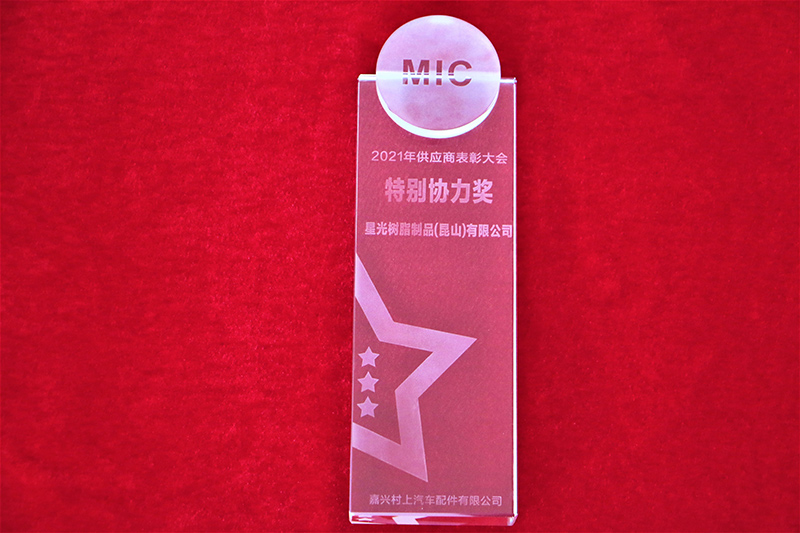 MIC
2021年供应商表彰大会
特别协力奖
星光树脂制品(昆山)有限公司
嘉兴村上汽车配件有限公司